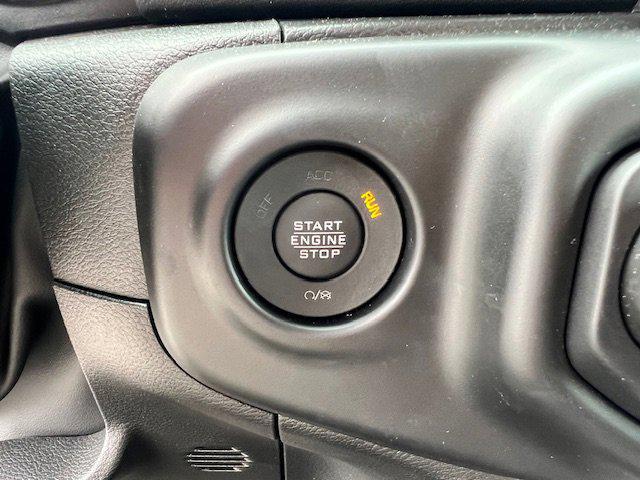 OFF
ACC
RUN
START
ENGINE
STOP